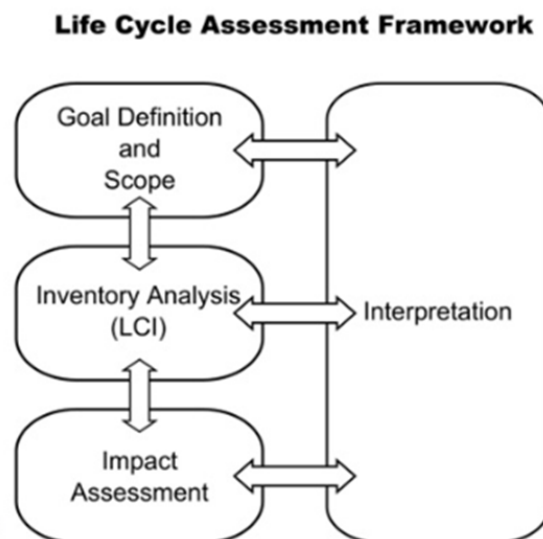 Life Cycle Assessment Framework
Goal Definition
and
Scope
Inventory Analysis
(LCI)
Interpretation
Impact
Assessment